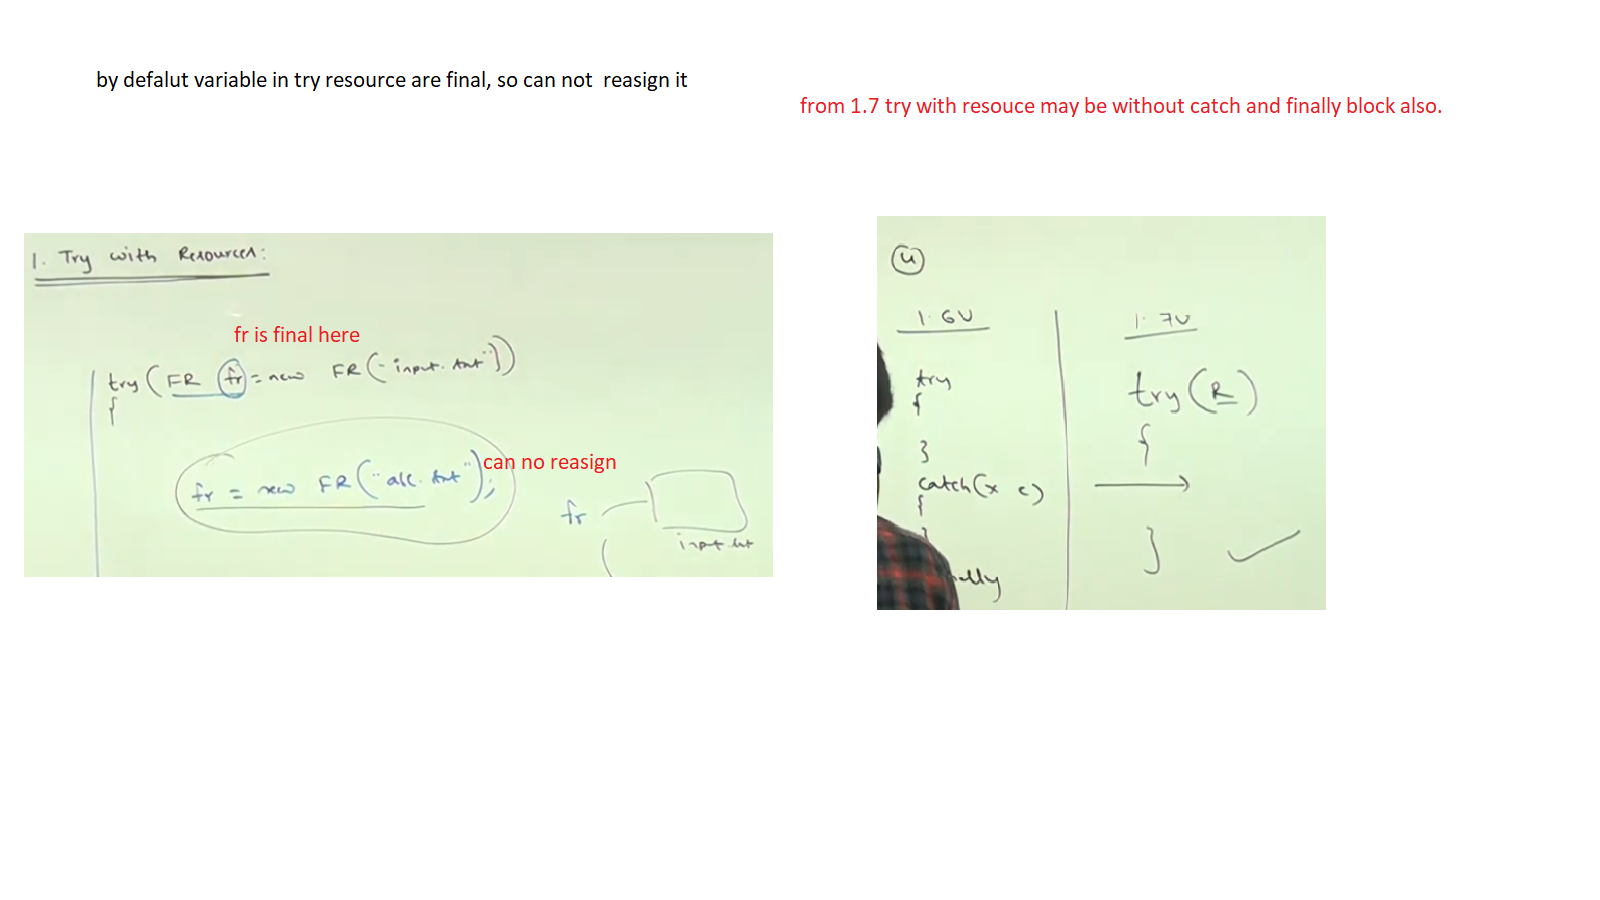 by defalut variable in try resource are final, so can not  reasign it
from 1.7 try with resouce may be without catch and finally block also.
1. Try with Resources:
fr is final here
try(FR fr = new FR("input.txt"))
{
fr = new FR("abc.txt");
can no reasign
fr
input.txt
4
1.6V
try
{
}
catch(x e)
{
}
1.7V
try(R)
{
}